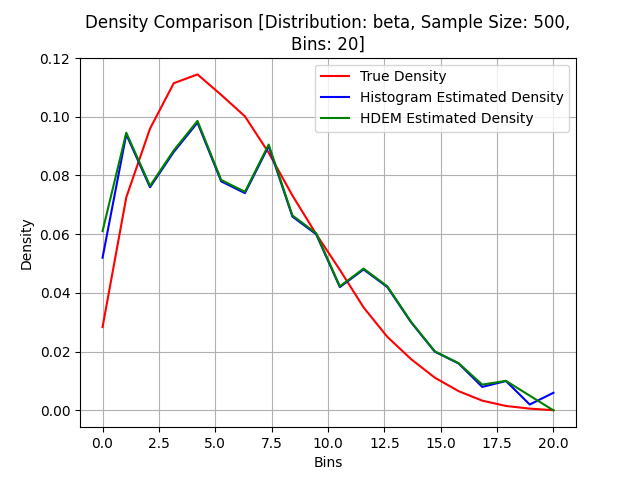 Density Comparison [Distribution: beta, Sample Size: 500,
Bins: 20]
True Density
Histogram Estimated Density
HDEM Estimated Density
Density
0.12
0.10
0.08
0.06
0.04
0.02
0.00
0.0 2.5 5.0 7.5 10.0 12.5 15.0 17.5 20.0
Bins